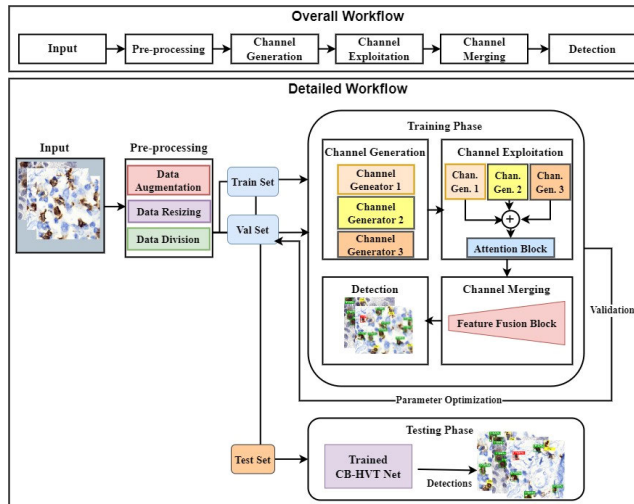 Overall Workflow
Input
Pre-processing
Channel
Generation
Channel
Exploitation
Channel
Merging
Detection
Detailed Workflow
Input
Pre-processing
Data
Augmentation
Data Resizing
Data Division
Train Set
Val Set
Test Set
Training Phase
Channel Generation
Channel
Geneator 1
Channel
Generator 2
Channel
Generator 3
Channel Exploitation
Chan.
Gen. 1
Chan.
Gen. 2
Chan.
Gen. 3
+
Attention Block
Channel Merging
Feature Fusion Block
Detection
Validation
Parameter Optimization
Testing Phase
Trained
CB-HVT Net
Detections